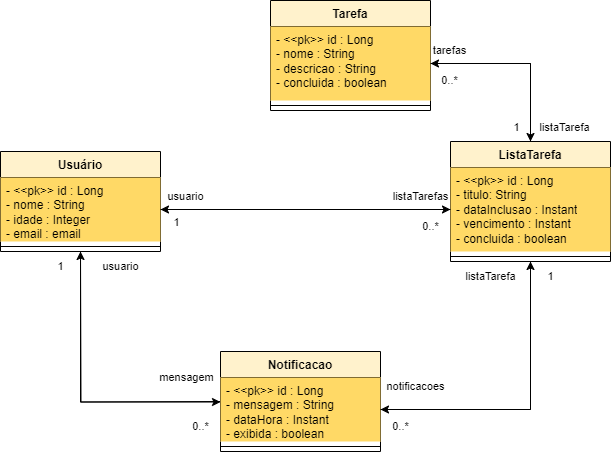 Tarefa
- <<pk>> id : Long
- nome : String
- descricao : String
- concluida : boolean
tarefas
0..*
1
listaTarefa
ListaTarefa
- <<pk>> id : Long
- titulo: String
- dataInclusao : Instant
- vencimento : Instant
- concluida : boolean
Usuário
- <<pk>> id : Long
- nome : String
- idade : Integer
- email : email
usuario
1
listaTarefas
0..*
1
usuario
listaTarefa
1
mensagem
0..*
Notificacao
- <<pk>> id : Long
- mensagem : String
- dataHora : Instant
- exibida : boolean
notificacoes
0..*